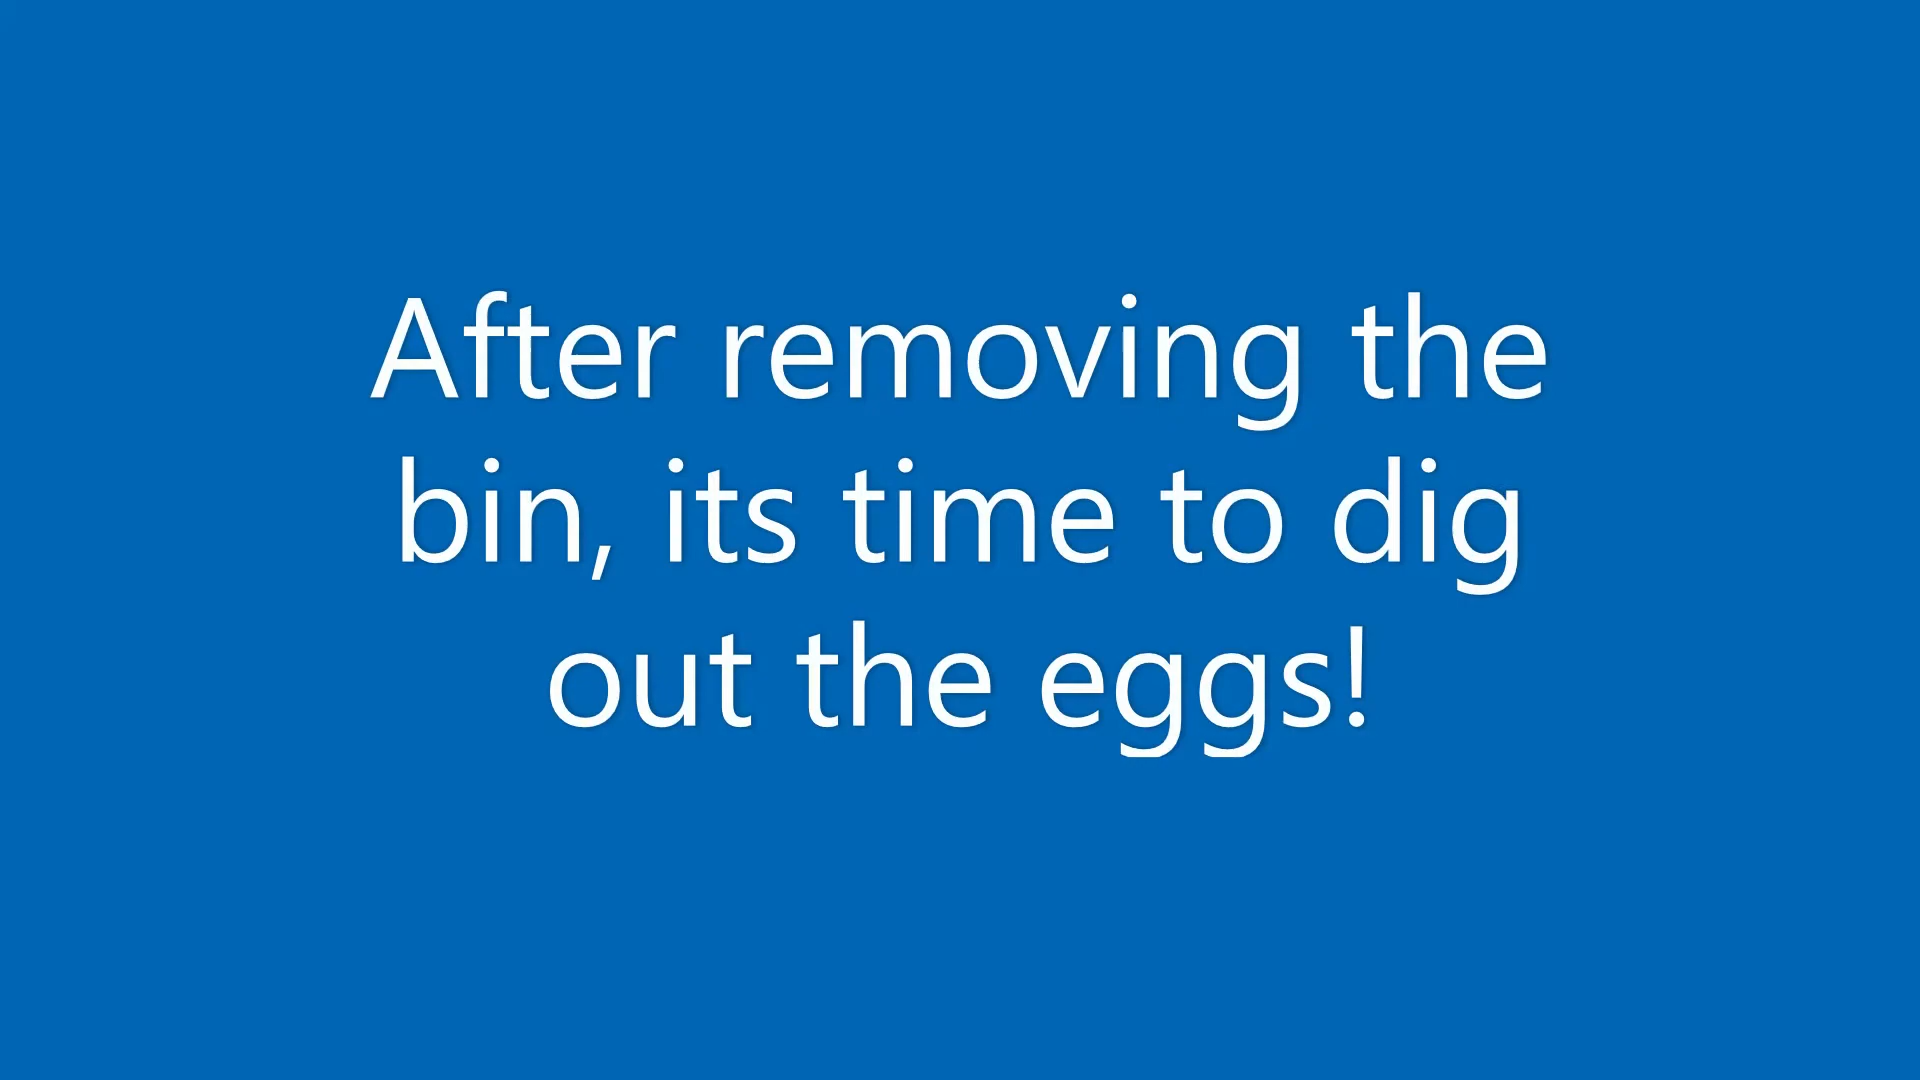 After removing the
bin, its time to dig
out the eggs!